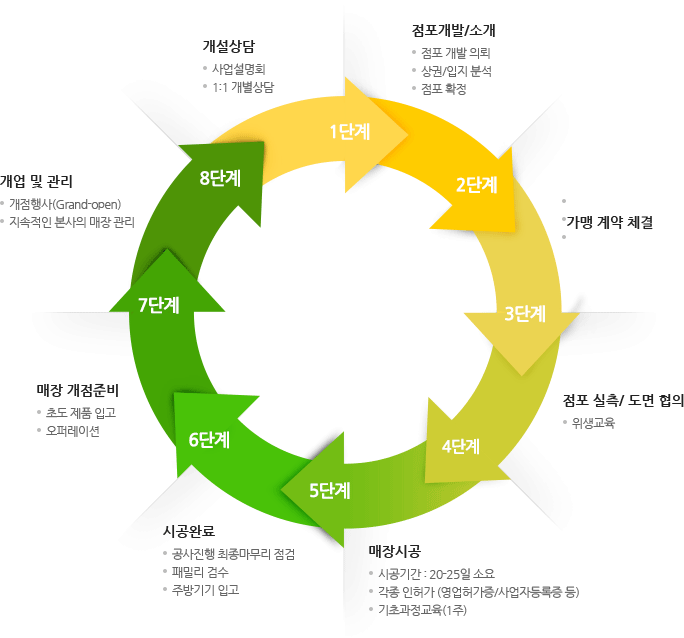 개설상담
사업설명회
1:1 개별상담
1단계
점포개발/소개
점포 개발 의뢰
상권/입지 분석
점포 확정
2단계
가맹 계약 체결
3단계
점포 실측/ 도면 협의
위생교육
4단계
매장시공
시공기간 : 20-25일 소요
각종 인허가 (영업허가증/사업자등록증 등)
기초과정교육(1주)
5단계
시공완료
공사진행 최종마무리 점검
패밀리 검수
주방기기 입고
6단계
매장 개점준비
초도 제품 입고
오퍼레이션
7단계
개업 및 관리
개점행사(Grand-open)
지속적인 본사의 매장 관리
8단계